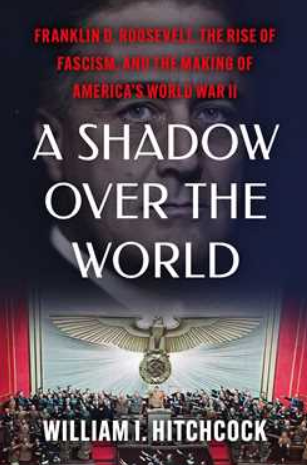 FRANKLIN D. ROOSEVELT, THE RISE OF
FASCISM, AND THE MAKING OF
AMERICA'S WORLD WAR II
A SHADOW
OVER THE
WORLD
WILLIAM I. HITCHCOCK